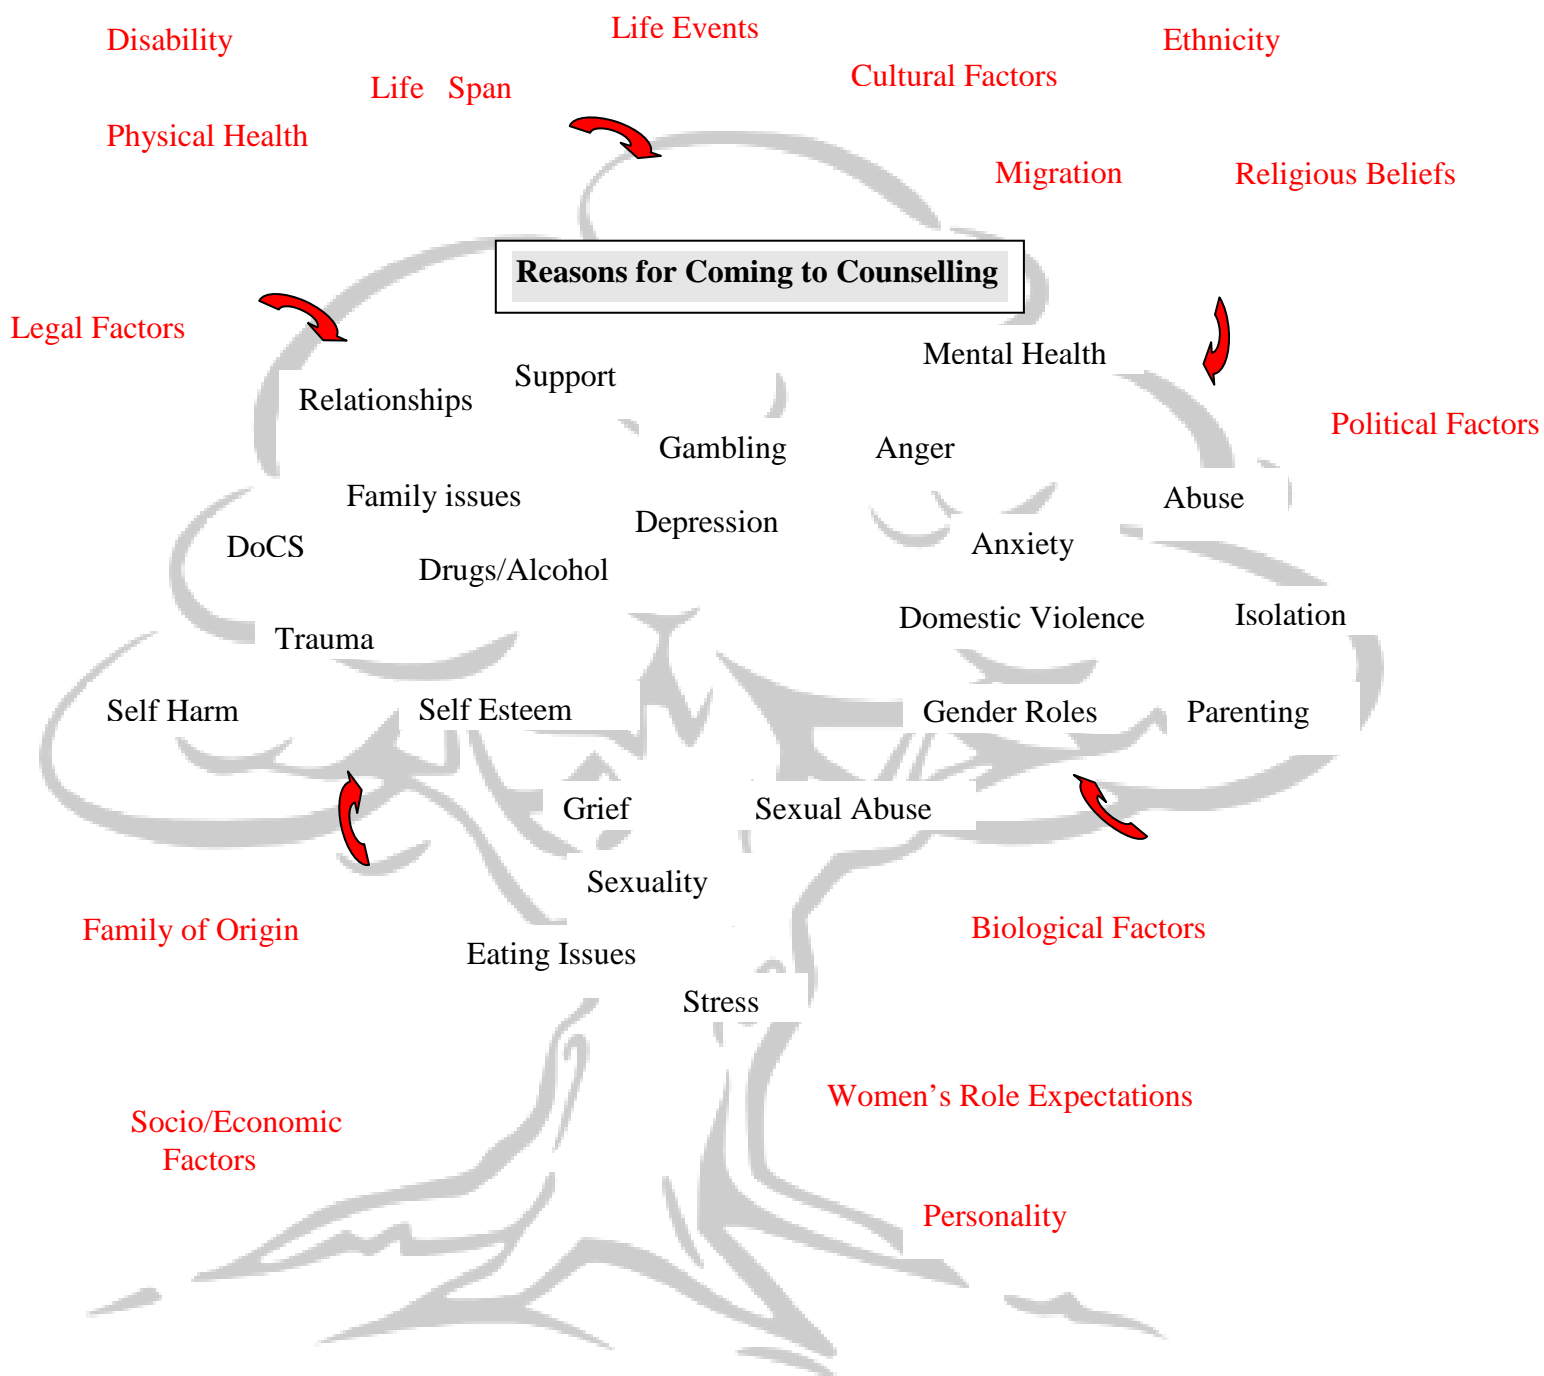 Life Events
Disability
Ethnicity
Cultural Factors
Life Span
Physical Health
Migration
Religious Beliefs
Reasons for Coming to Counselling
Legal Factors
Mental Health
Support
Relationships
Political Factors
Gambling
Anger
Family issues
Abuse
Depression
DoCS
Anxiety
Drugs/Alcohol
Domestic Violence
Isolation
Trauma
Self Harm
Self Esteem
Gender Roles
Parenting
Grief
Sexual Abuse
Sexuality
Family of Origin
Biological Factors
Eating Issues
Stress
Women’s Role Expectations
Socio/Economic
Factors
Personality